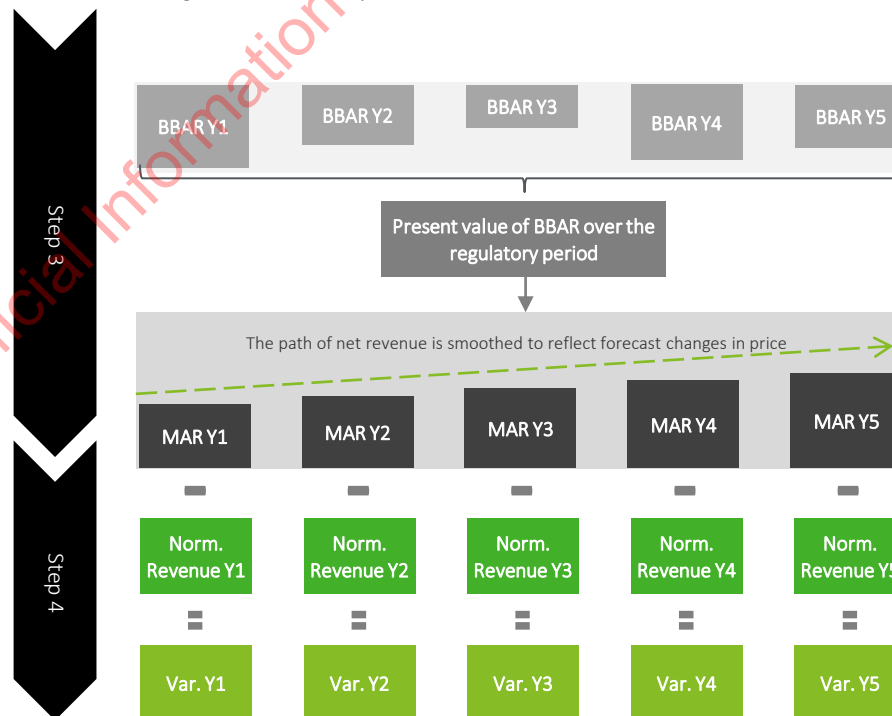 icial Information
Step 3
BBAR Y1
BBAR Y2
BBAR Y3
BBAR Y4
BBAR Y5
Present value of BBAR over the
regulatory period
The path of net revenue is smoothed to reflect forecast changes in price
MAR Y1
MAR Y2
MAR Y3
MAR Y4
MAR Y5
Step 4
Norm.
Revenue Y1
Norm.
Revenue Y2
Norm.
Revenue Y3
Norm.
Revenue Y4
Norm.
Revenue Y5
Var. Y1
Var. Y2
Var. Y3
Var. Y4
Var. Y5